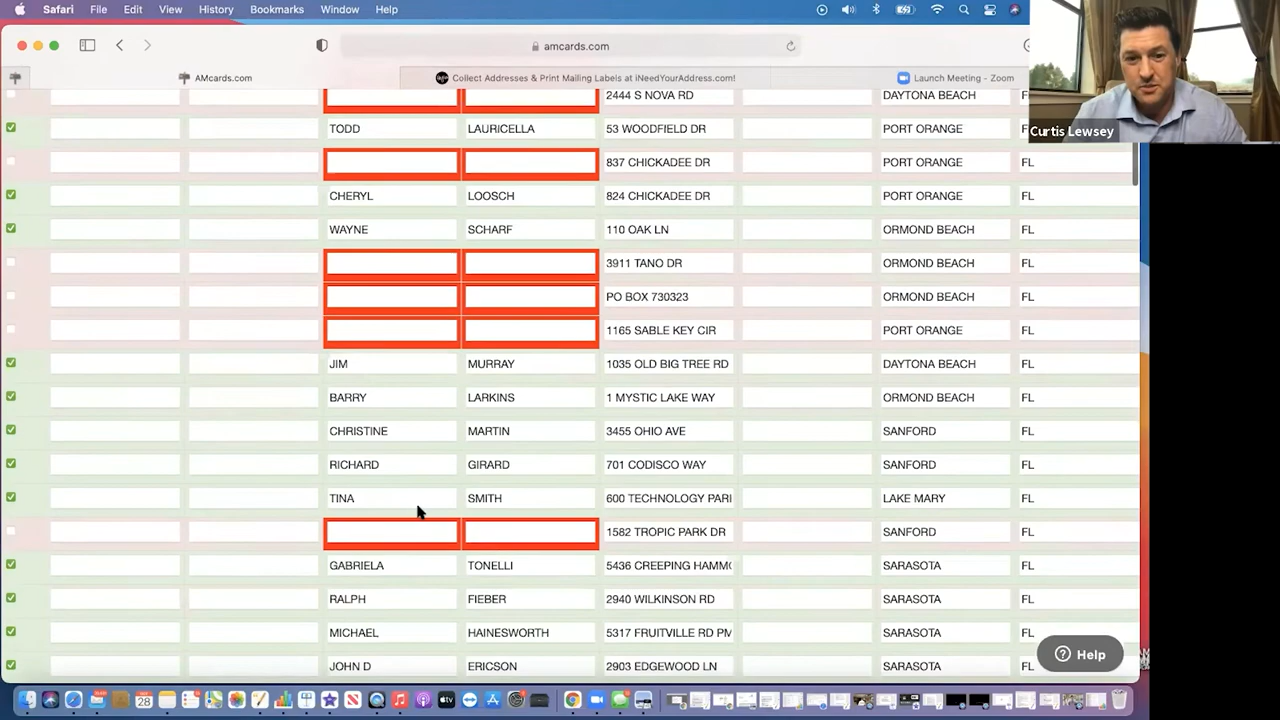 Safari File Edit View History Bookmarks Window Help
amcards.com
AMcards.com Collect Addresses & Print Mailing Labels at iNeedYourAddress.com! Launch Meeting - Zoom
2444 S NOVA RD DAYTONA BEACH FL
Curtis Lewsey
TODD LAURICELLA 53 WOODFIELD DR PORT ORANGE FL
837 CHICKADEE DR PORT ORANGE FL
CHERYL LOOSCH 824 CHICKADEE DR PORT ORANGE FL
WAYNE SCHARF 110 OAK LN ORMOND BEACH FL
3911 TANO DR ORMOND BEACH FL
PO BOX 730323 ORMOND BEACH FL
1165 SABLE KEY CIR PORT ORANGE FL
JIM MURRAY 1035 OLD BIG TREE RD DAYTONA BEACH FL
BARRY LARKINS 1 MYSTIC LAKE WAY ORMOND BEACH FL
CHRISTINE MARTIN 3455 OHIO AVE SANFORD FL
RICHARD GIRARD 701 CODISCO WAY SANFORD FL
TINA SMITH 600 TECHNOLOGY PARI LAKE MARY FL
1582 TROPIC PARK DR SANFORD FL
GABRIELA TONELLI 5436 CREEPING HAMMO SARASOTA FL
RALPH FIEBER 2940 WILKINSON RD SARASOTA FL
MICHAEL HAINESWORTH 5317 FRUITVILLE RD PM SARASOTA FL
Help
JOHN D ERICSON 2903 EDGEWOOD LN SARASOTA FL